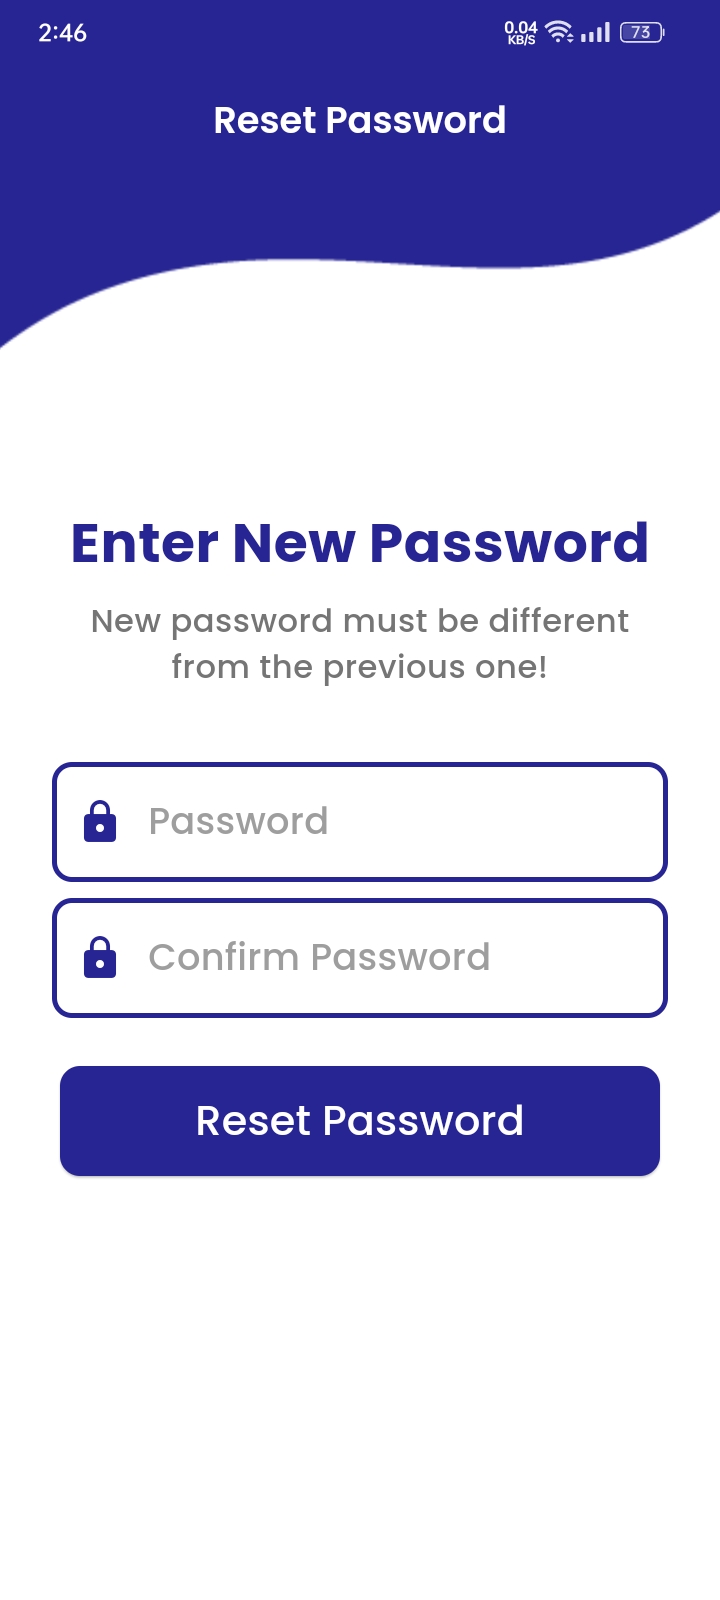 2:46
0.04
KB/S
73
Reset Password
Enter New Password
New password must be different
from the previous one!
Password
Confirm Password
Reset Password